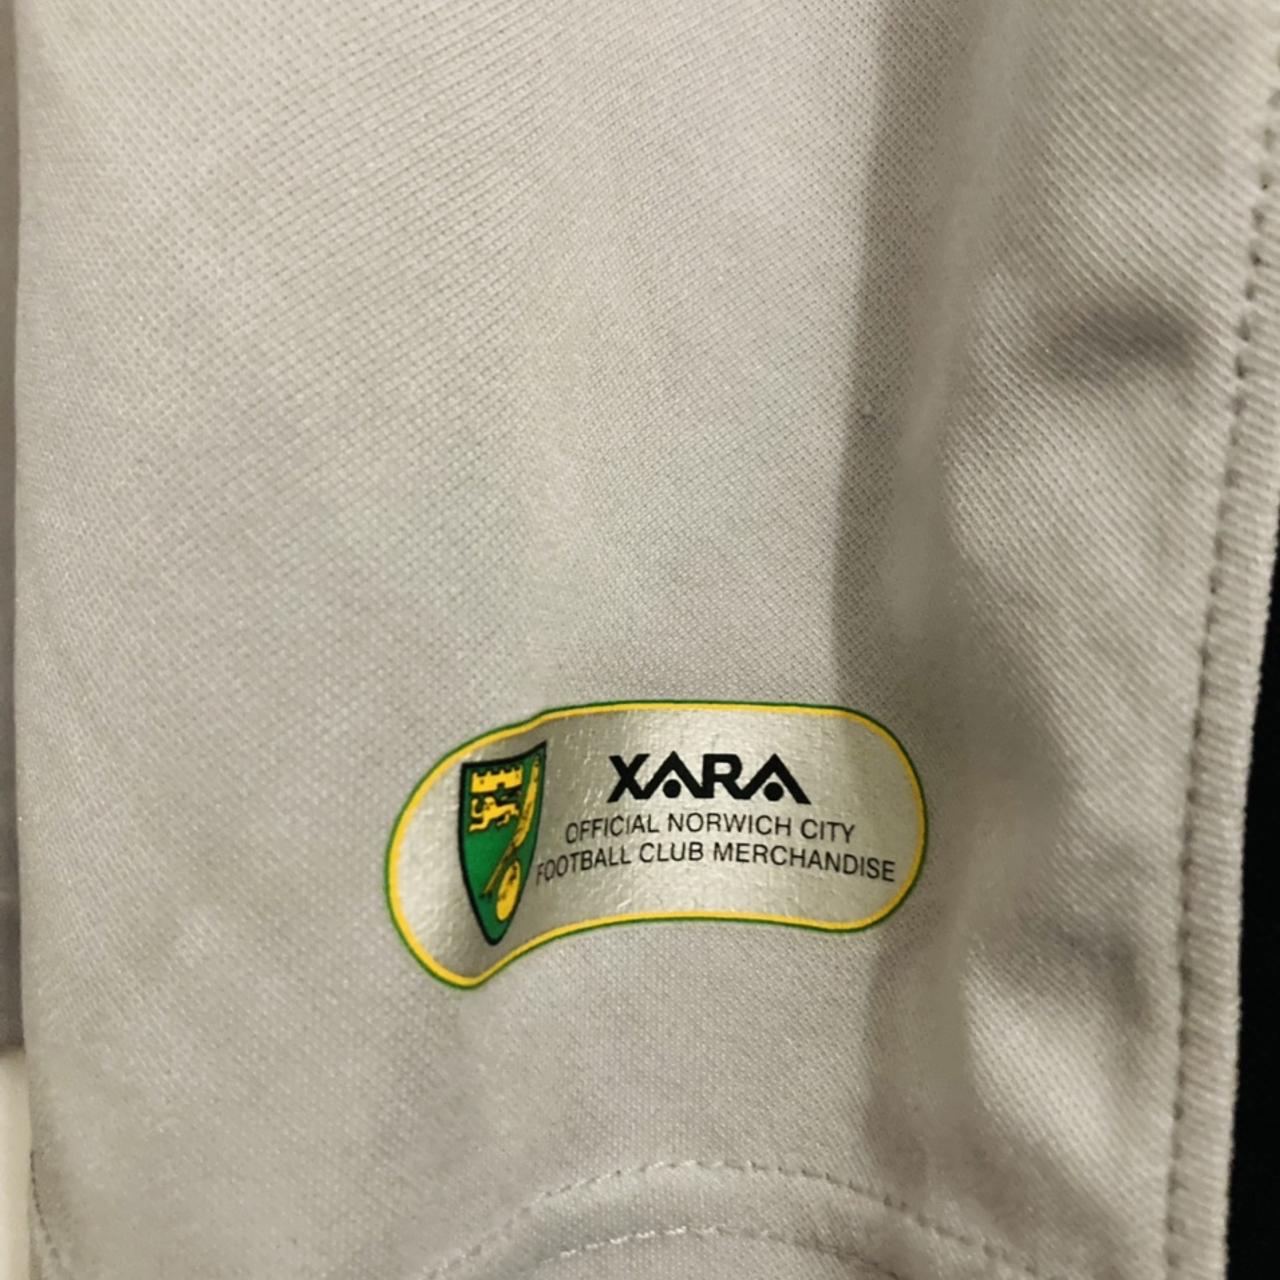 XARA
OFFICIAL NORWICH CITY
FOOTBALL CLUB MERCHANDISE